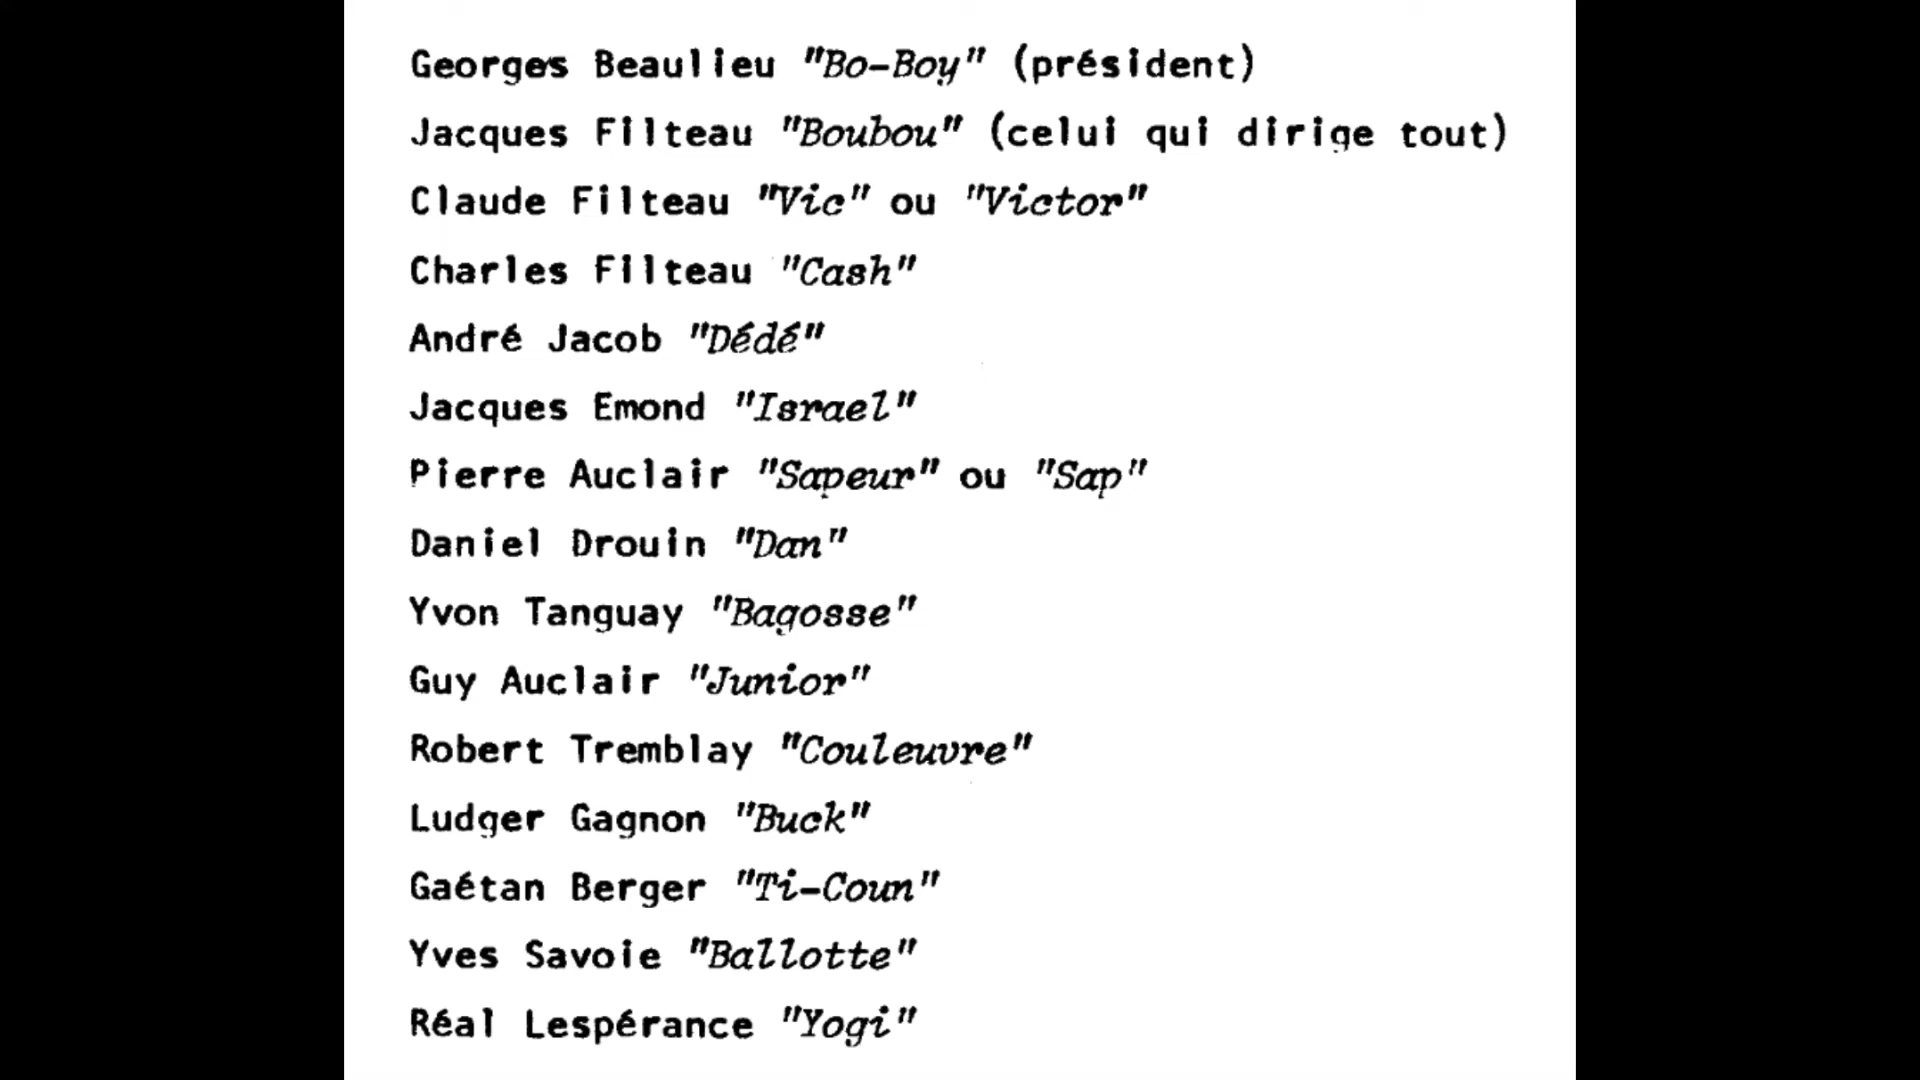 Georges Beaulieu "Bo-Boy" (président)
Jacques Filteau "Boubou" (celui qui dirige tout)
Claude Filteau "Vic" ou "Victor"
Charles Filteau "Cash"
André Jacob "Dédé"
Jacques Emond "Israel"
Pierre Auclair "Sapeur" ou "Sap"
Daniel Drouin "Dan"
Yvon Tanguay "Bagosse"
Guy Auclair "Junior"
Robert Tremblay "Couleuvre"
Ludger Gagnon "Buck"
Gaétan Berger "Ti-Coun"
Yves Savoie "Ballotte"
Réal Lespérance "Yogi"